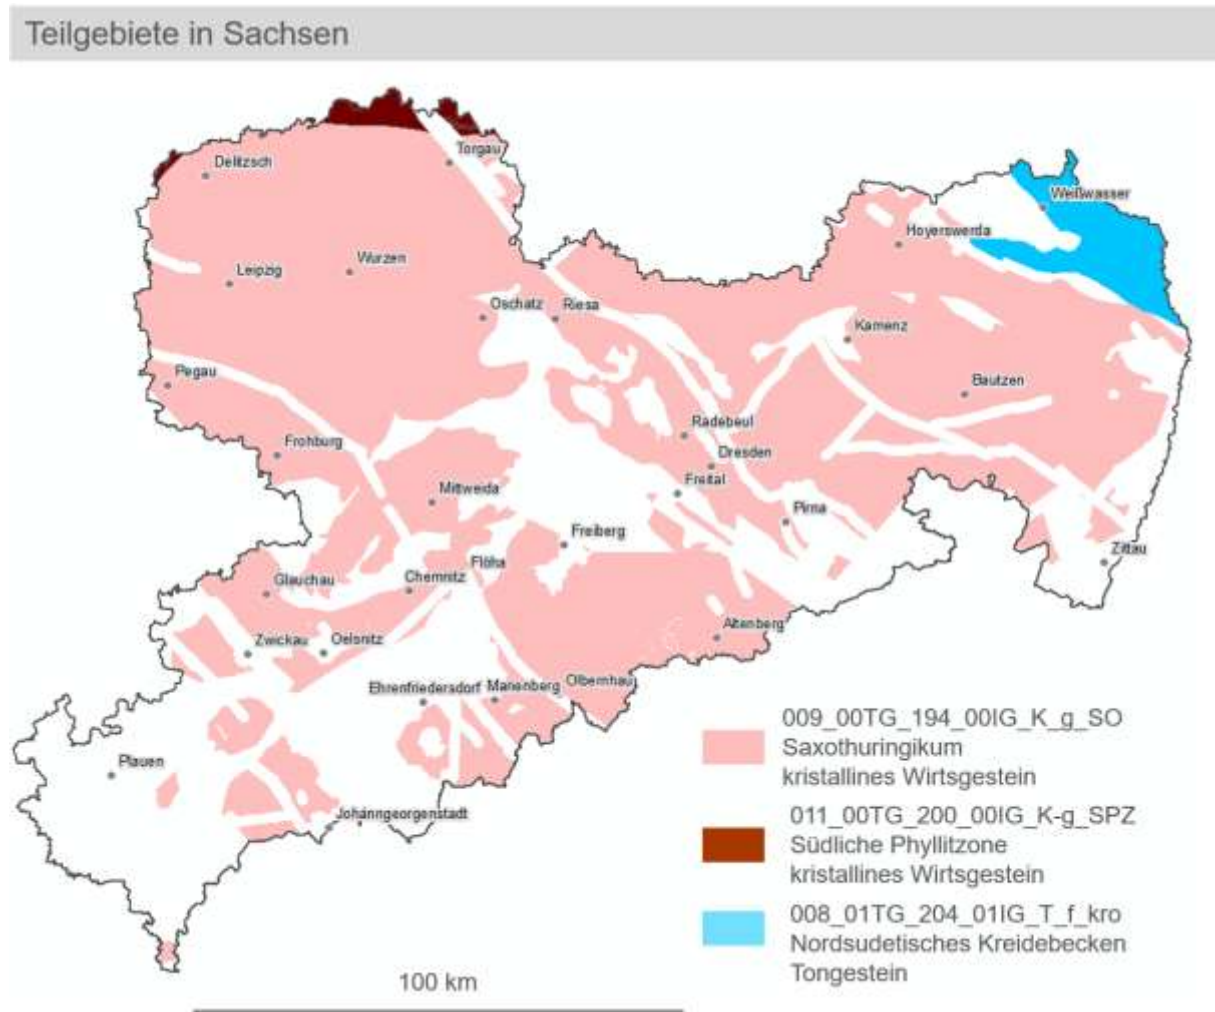 Teilgebiete in Sachsen
Delitzsch
Torgau
Weißwasser
Hoyerswerda
Leipzig
Wurzen
Oschatz
Riesa
Kamenz
Pegau
Bautzen
Radebeul
Frohburg
Dresden
Freital
Mittweida
Pirna
Freiberg
Zittau
Flöha
Glauchau
Chemnitz
Altenberg
Zwickau
Oelsnitz
Ehrenfriedersdorf
Marienberg
Olbernhau
Plauen
Johanngeorgenstadt
009_00TG_194_00IG_K_g_SO
Saxothuringikum
kristallines Wirtsgestein
011_00TG_200_00IG_K-g_SPZ
Südliche Phyllitzone
kristallines Wirtsgestein
008_01TG_204_01IG_T_f_kro
Nordsudetisches Kreidebecken
Tongestein
100 km